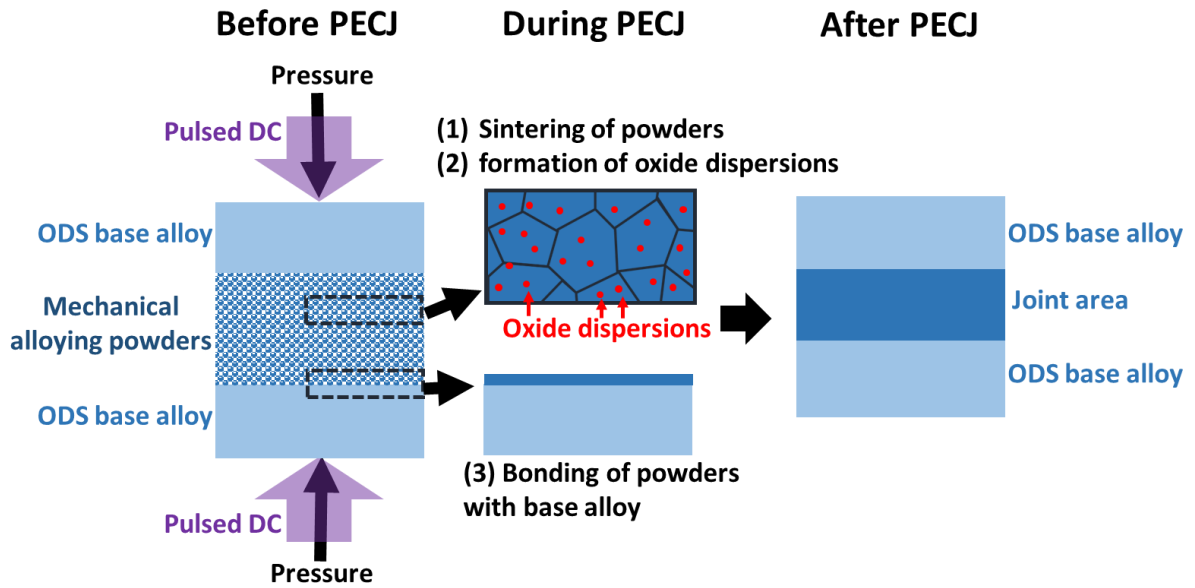 Before PECJ
During PECJ
After PECJ
Pressure
Pulsed DC
ODS base alloy
Mechanical
alloying powders
ODS base alloy
Pulsed DC
Pressure
(1) Sintering of powders
(2) formation of oxide dispersions
Oxide dispersions
(3) Bonding of powders
with base alloy
ODS base alloy
Joint area
ODS base alloy